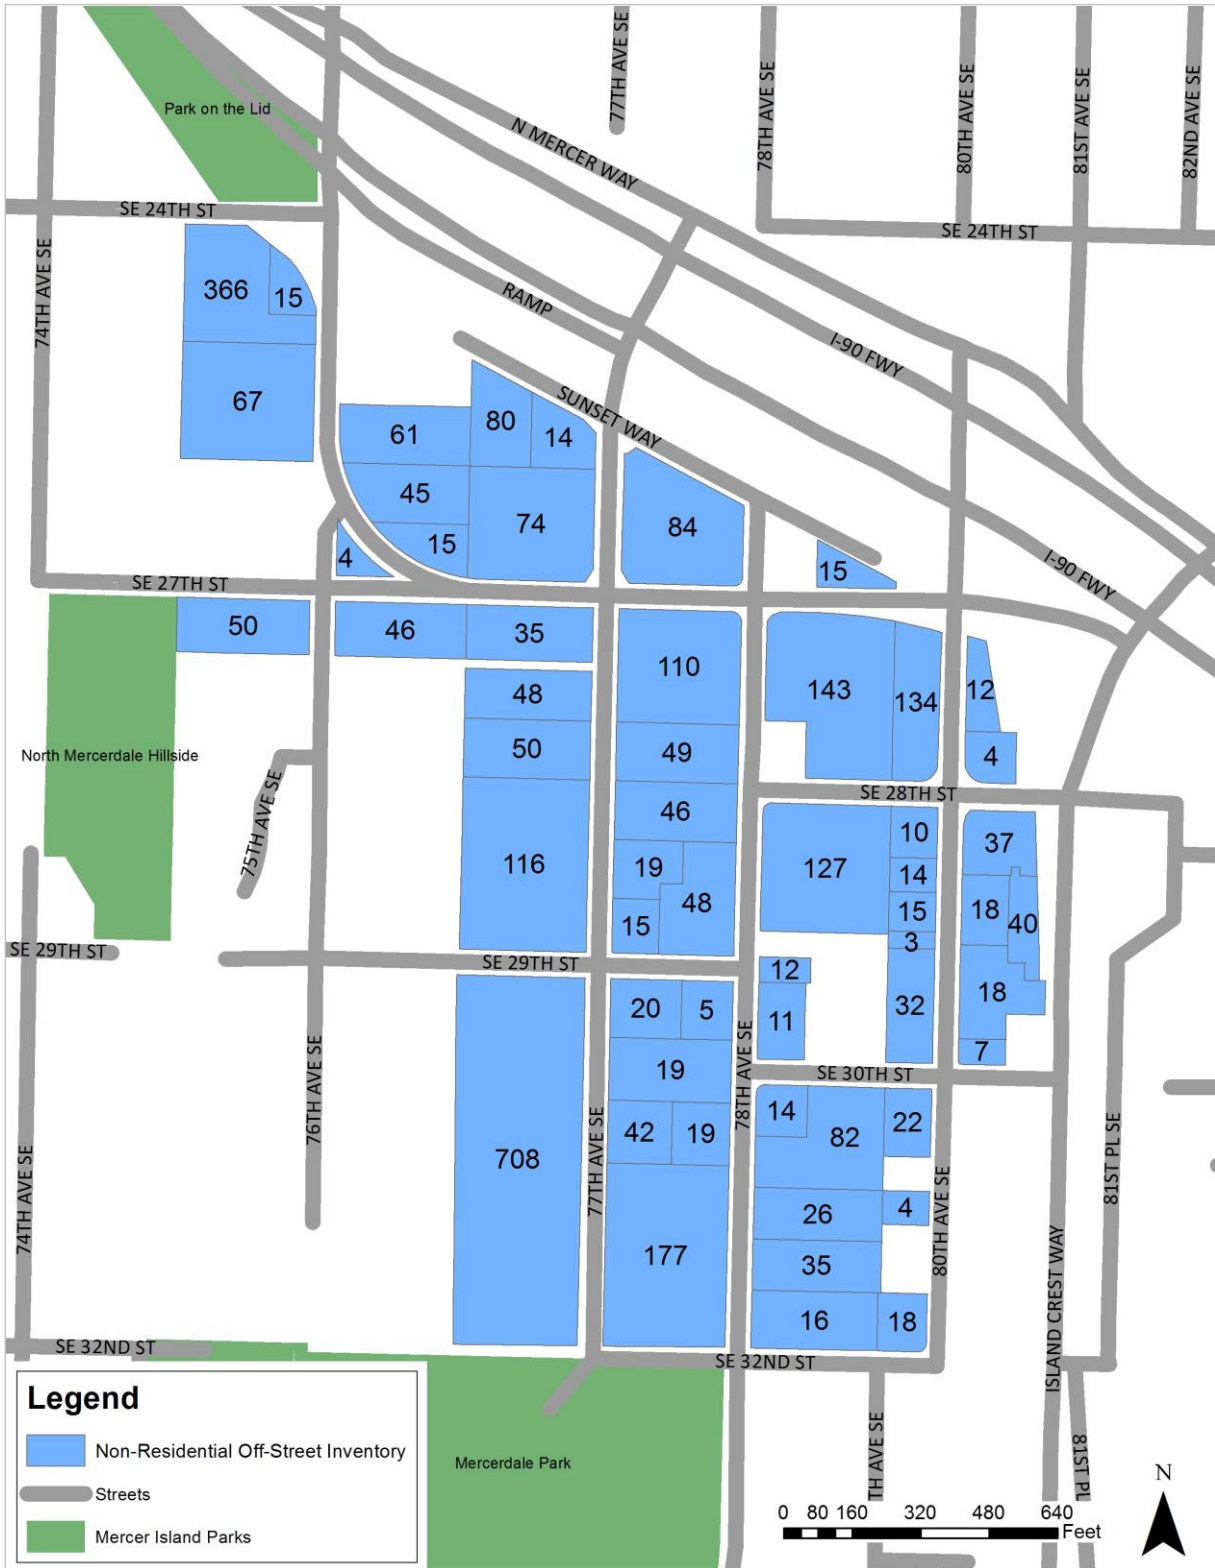 77TH AVE SE
78TH AVE SE
80TH AVE SE
81ST AVE SE
82ND AVE SE
Park on the Lid
N MERCER WAY
SE 24TH ST
SE 24TH ST
74TH AVE SE
366
15
RAMP
I-90 FWY
67
SUNSET WAY
61
80
14
45
74
84
15
4
15
I-90 FWY
SE 27TH ST
50
46
35
110
143
134
12
48
4
North Mercerdale Hillside
50
49
75TH AVE SE
SE 28TH ST
46
10
37
116
19
127
14
48
15
18
40
15
3
SE 29TH ST
SE 29TH ST
12
20
5
11
32
18
78TH AVE SE
76TH AVE SE
19
7
SE 30TH ST
14
22
42
19
82
708
77TH AVE SE
74TH AVE SE
81ST PL SE
26
4
80TH AVE SE
177
35
16
18
ISLAND CREST WAY
SE 32ND ST
SE 32ND ST
Legend
Non-Residential Off-Street Inventory
Streets
Mercer Island Parks
Mercerdale Park
TH AVE SE
81ST PL
N
0 80 160 320 480 640
Feet